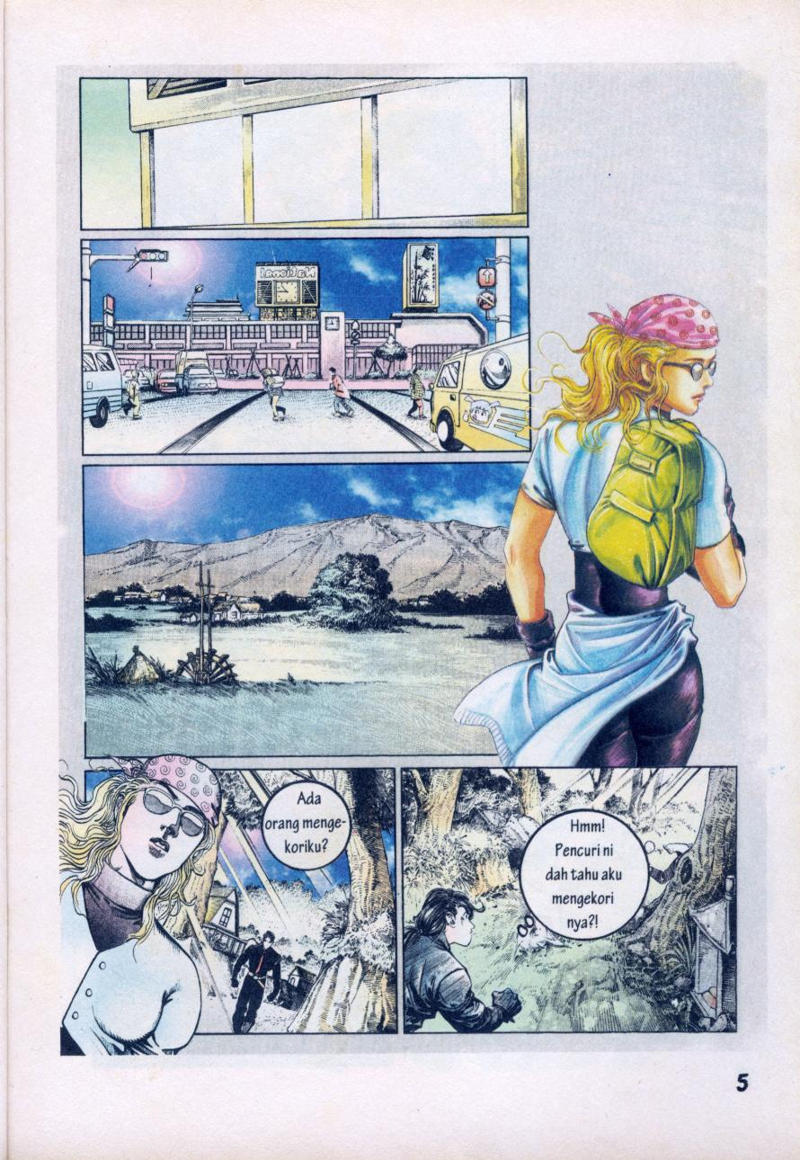 Ada
orang menge-
koriku?
Hmm!
Pencuri ni
dah tahu aku
mengekori
nya?!
5